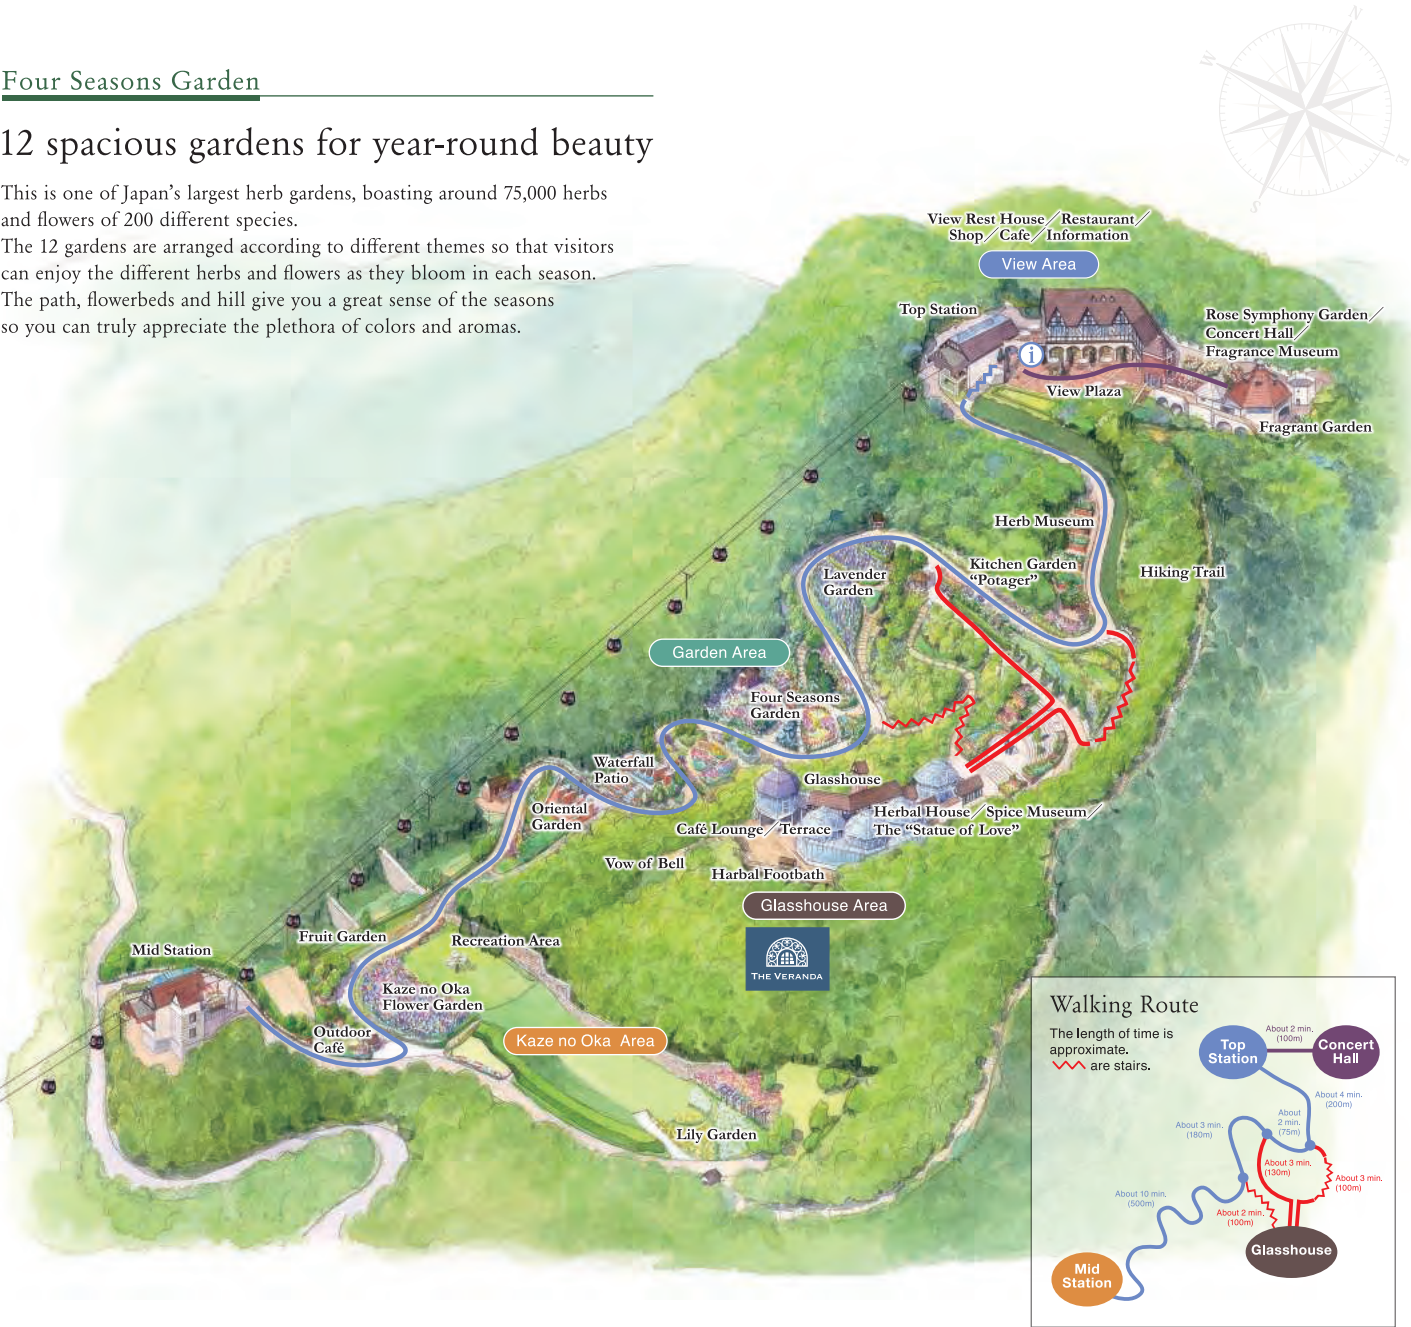 Four Seasons Garden
12 spacious gardens for year-round beauty
This is one of Japan’s largest herb gardens, boasting around 75,000 herbs
and flowers of 200 different species.
The 12 gardens are arranged according to different themes so that visitors
can enjoy the different herbs and flowers as they bloom in each season.
The path, flowerbeds and hill give you a great sense of the seasons
so you can truly appreciate the plethora of colors and aromas.
N
W
E
S
View Rest House／Restaurant／
Shop／Cafe／Information
View Area
Top Station
Rose Symphony Garden／
Concert Hall／
Fragrance Museum
i
View Plaza
Fragrant Garden
Herb Museum
Kitchen Garden
“Potager”
Hiking Trail
Lavender
Garden
Garden Area
Four Seasons
Garden
Waterfall
Patio
Glasshouse
Oriental
Garden
Herbal House／Spice Museum／
The “Statue of Love”
Café Lounge／Terrace
Vow of Bell
Harbal Footbath
Glasshouse Area
THE VERANDA
Fruit Garden
Recreation Area
Mid Station
Kaze no Oka
Flower Garden
Outdoor
Café
Kaze no Oka Area
Lily Garden
Walking Route
The length of time is
approximate.
are stairs.
Top
Station
About 2 min.
(100m)
Concert
Hall
About 4 min.
(200m)
About
2 min.
(75m)
About 3 min.
(180m)
About 3 min.
(130m)
About 3 min.
(100m)
About 10 min.
(500m)
About 2 min.
(100m)
Glasshouse
Mid
Station